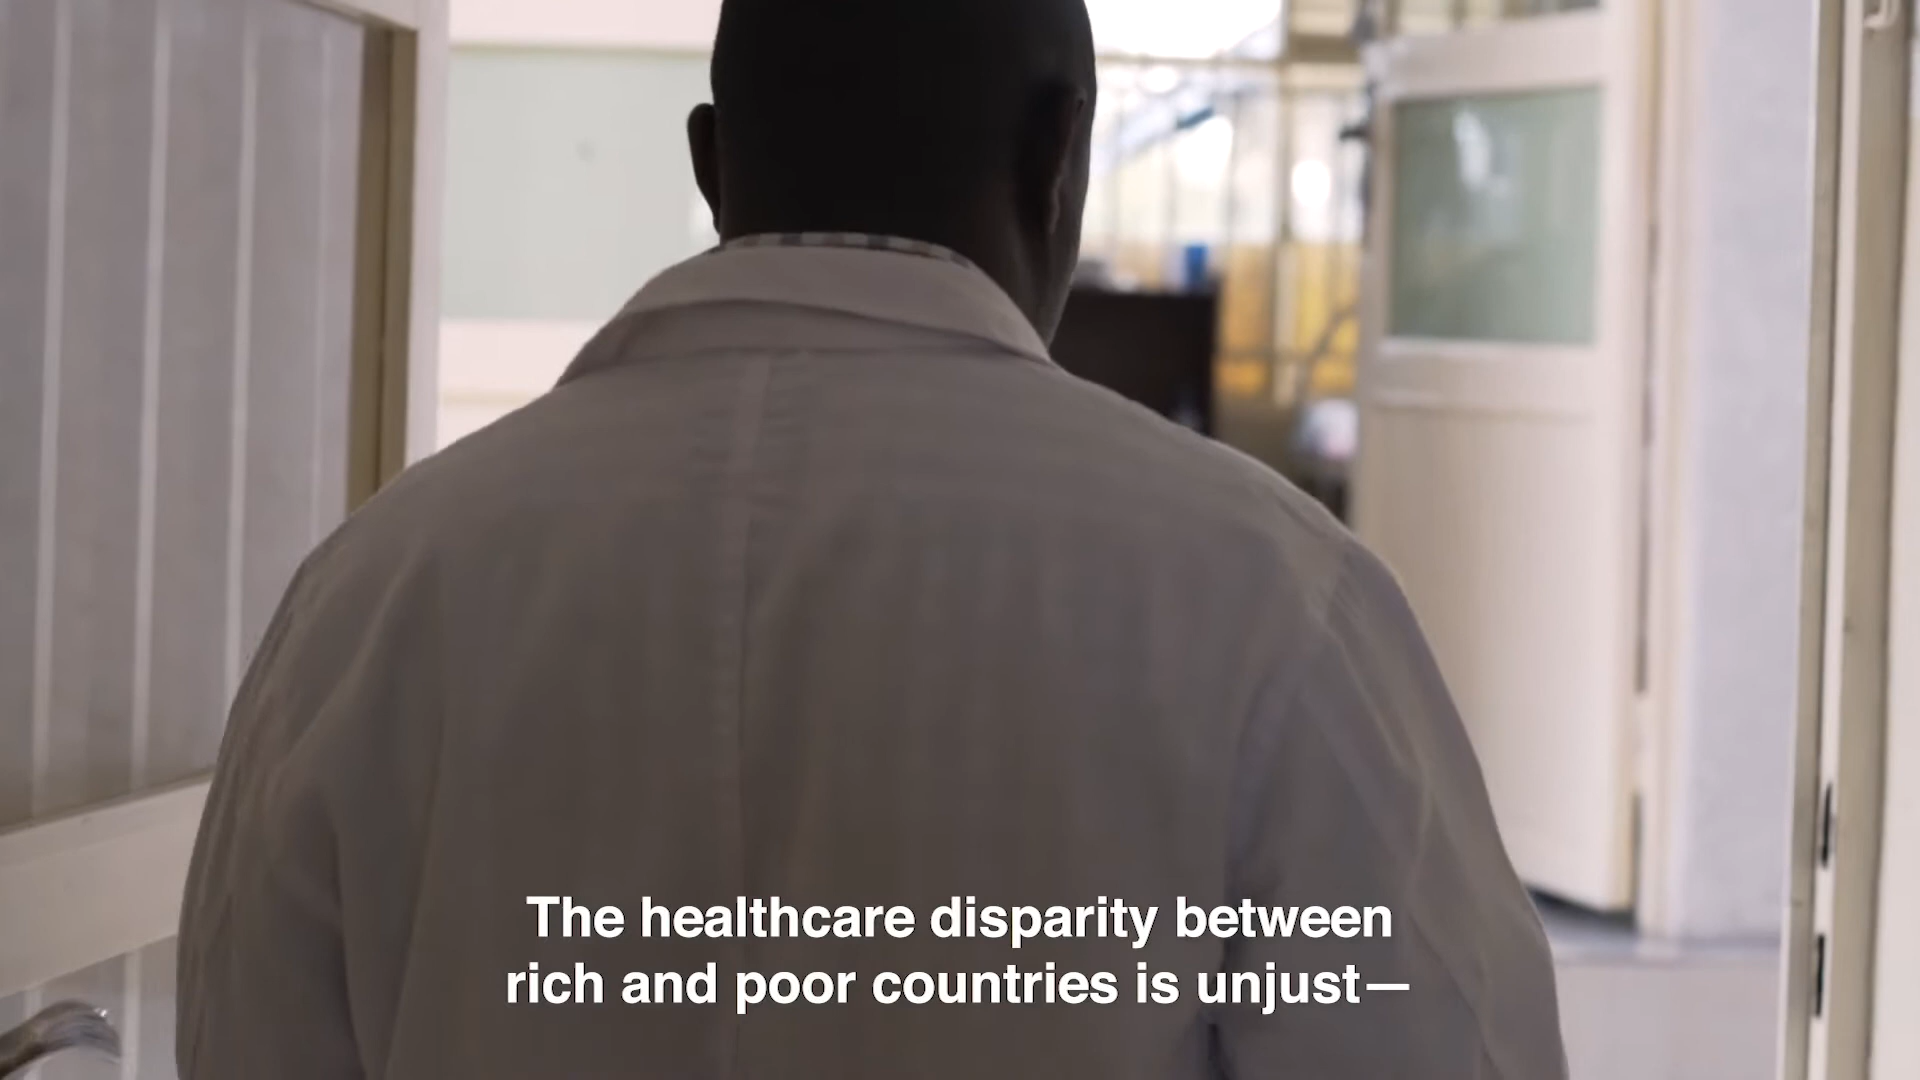 The healthcare disparity between
rich and poor countries is unjust—